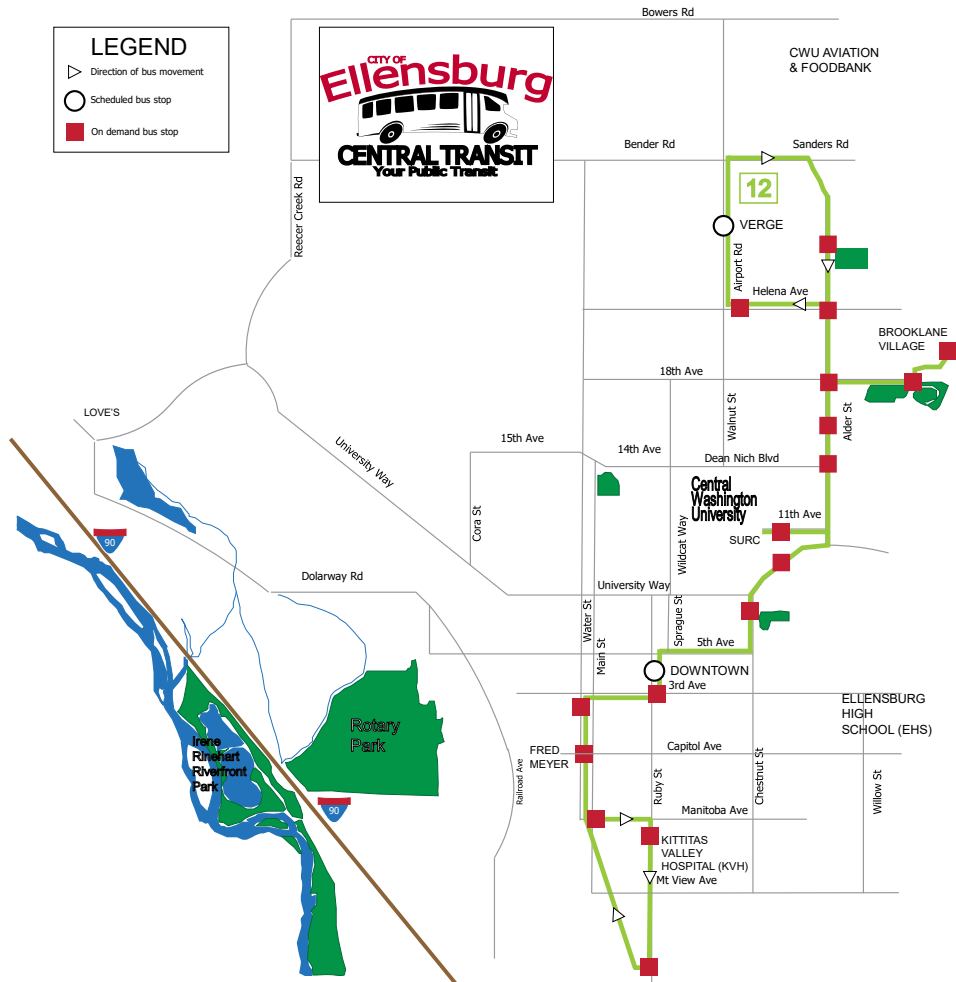 Bowers Rd
LEGEND
Direction of bus movement
Scheduled bus stop
On demand bus stop
CITY OF
Ellensburg
CENTRAL TRANSIT
Your Public Transit
CWU AVIATION
& FOODBANK
Bender Rd
Sanders Rd
Reecer Creek Rd
12
VERGE
Airport Rd
Helena Ave
BROOKLANE
VILLAGE
18th Ave
LOVE'S
University Way
15th Ave
14th Ave
Walnut St
Alder St
Dean Nich Blvd
Central
Washington
University
Cora St
Wildcat Way
11th Ave
SURC
90
Dolarway Rd
University Way
Water St
Main St
Sprague St
5th Ave
DOWNTOWN
3rd Ave
ELLENSBURG
HIGH
SCHOOL (EHS)
Rotary
Park
Irene
Rinehart
Riverfront
Park
FRED
MEYER
Capitol Ave
Railroad Ave
Ruby St
Chestnut St
Willow St
90
Manitoba Ave
KITTITAS
VALLEY
HOSPITAL (KVH)
Mt View Ave